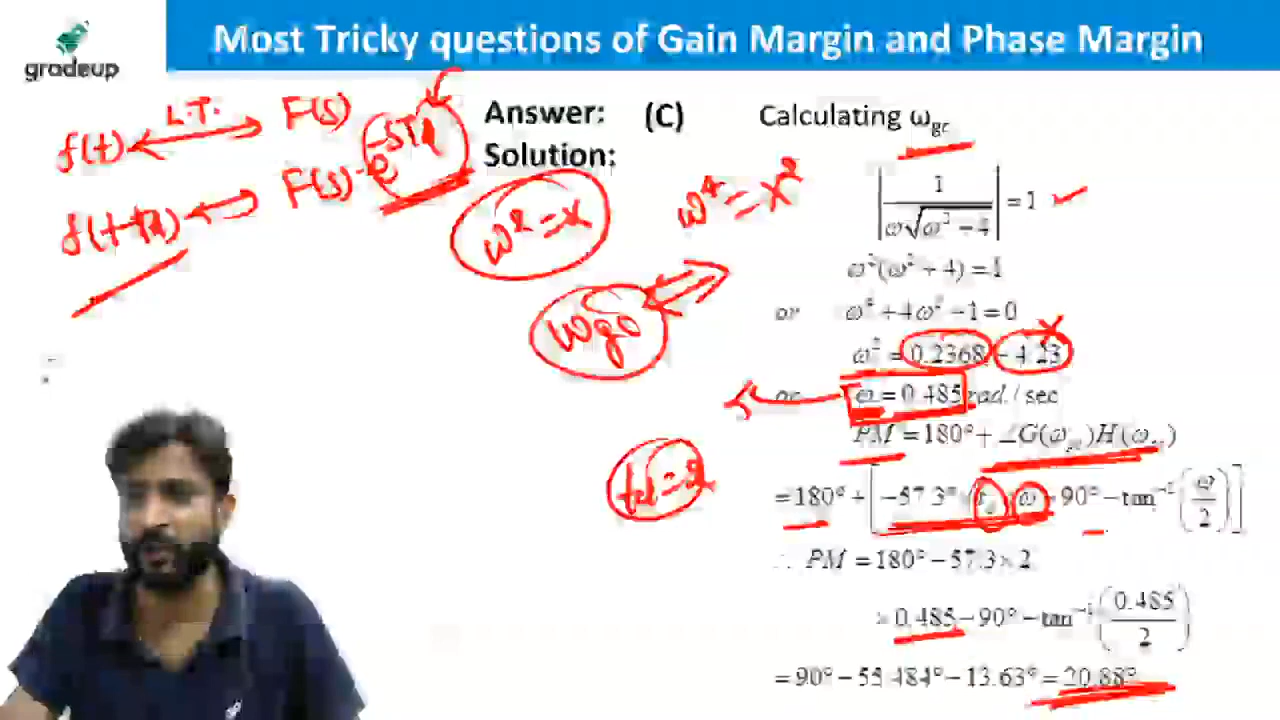 gradeup
Most Tricky questions of Gain Margin and Phase Margin
f(t) L.T. F(s)
F(s)·e^-STd
ω²=x
ω⁴=x²
ωgc
td=2
Answer: (C)
Solution:
Calculating ω_gc
|1/(ω√(ω²+4))|=1
ω²(ω²+4)=1
or ω⁴+4ω²−1=0
ω²=0.2368, −4.23
or ω=0.485 rad./sec
PM=180°+∠G(ω_gc)H(ω_gc)
=180°+[−57.3° ω −90°−tan⁻¹(ω/2)]
∴ PM=180°−57.3×2
×0.485−90°−tan⁻¹(0.485/2)
=90°−55.484°−13.63°=20.88°